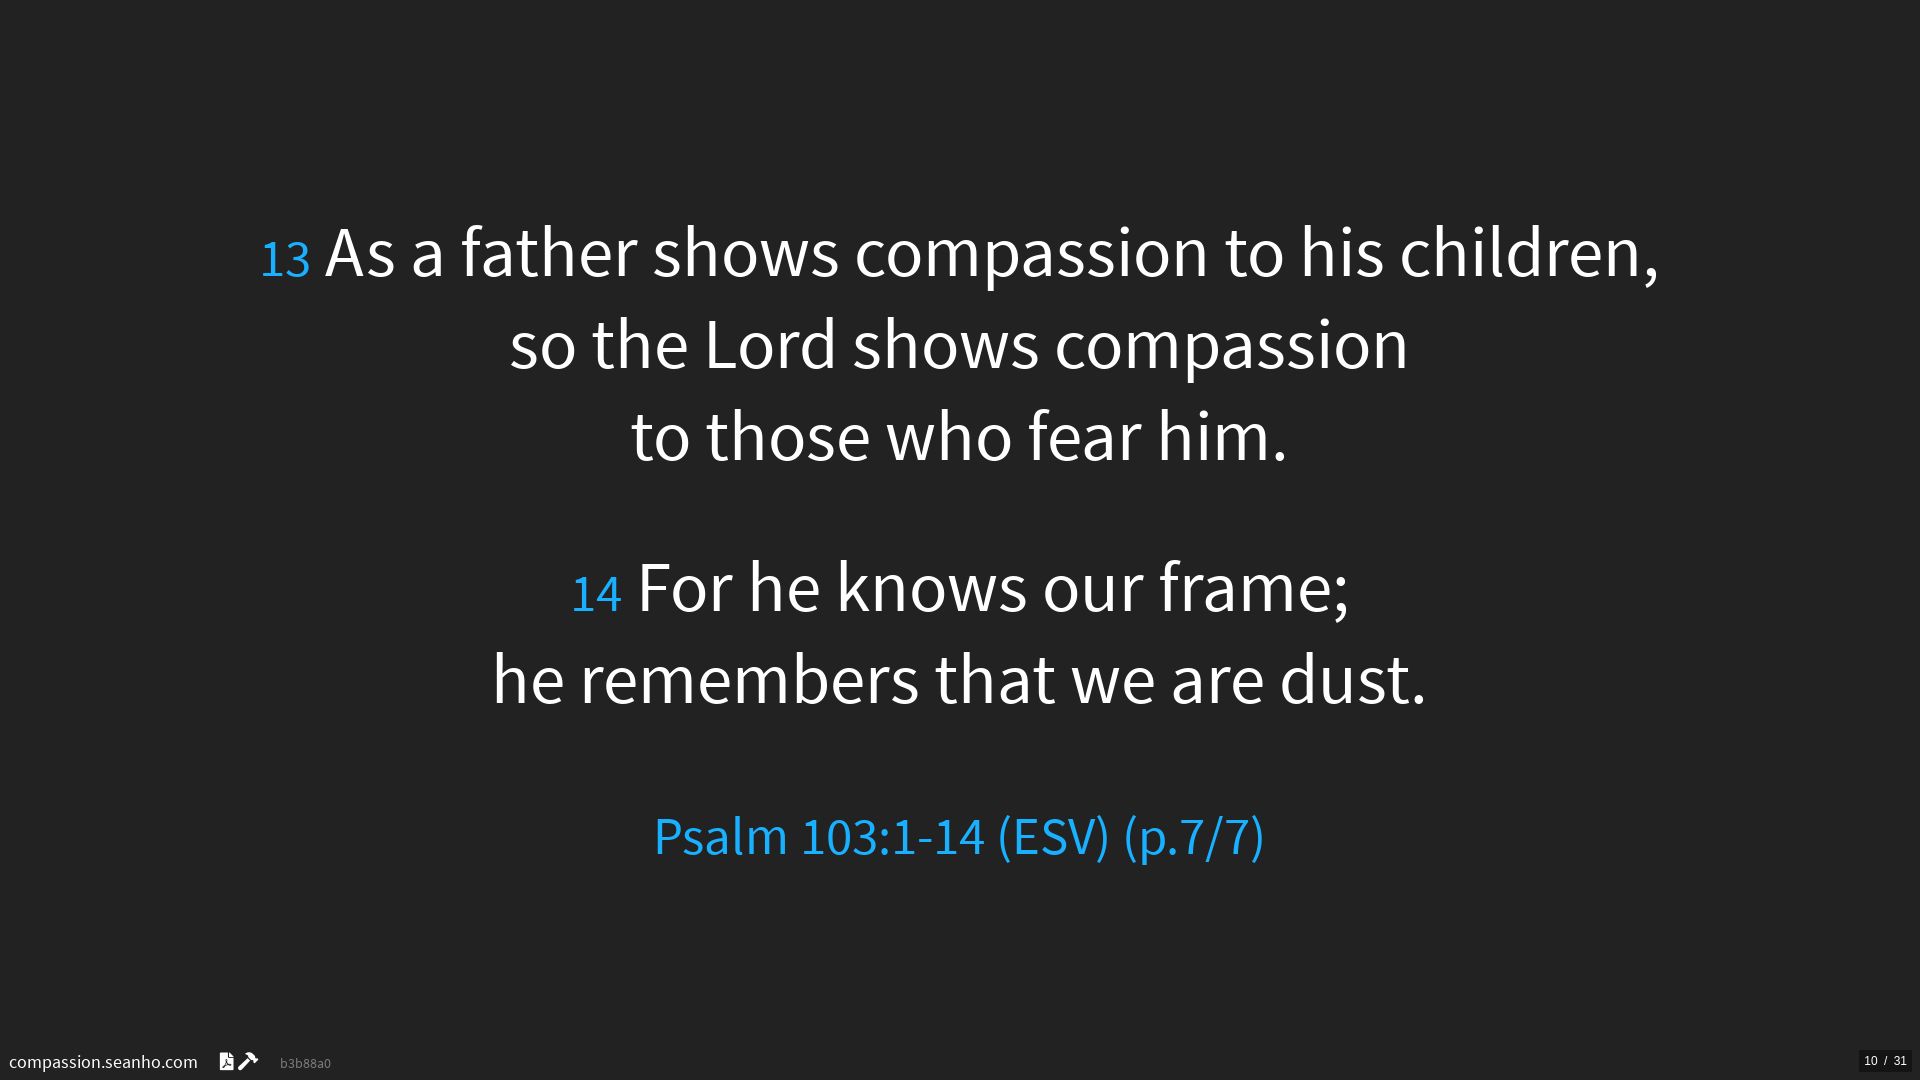 13 As a father shows compassion to his children,
so the Lord shows compassion
to those who fear him.
14 For he knows our frame;
he remembers that we are dust.
Psalm 103:1-14 (ESV) (p.7/7)
compassion.seanho.com b3b88a0
10 / 31